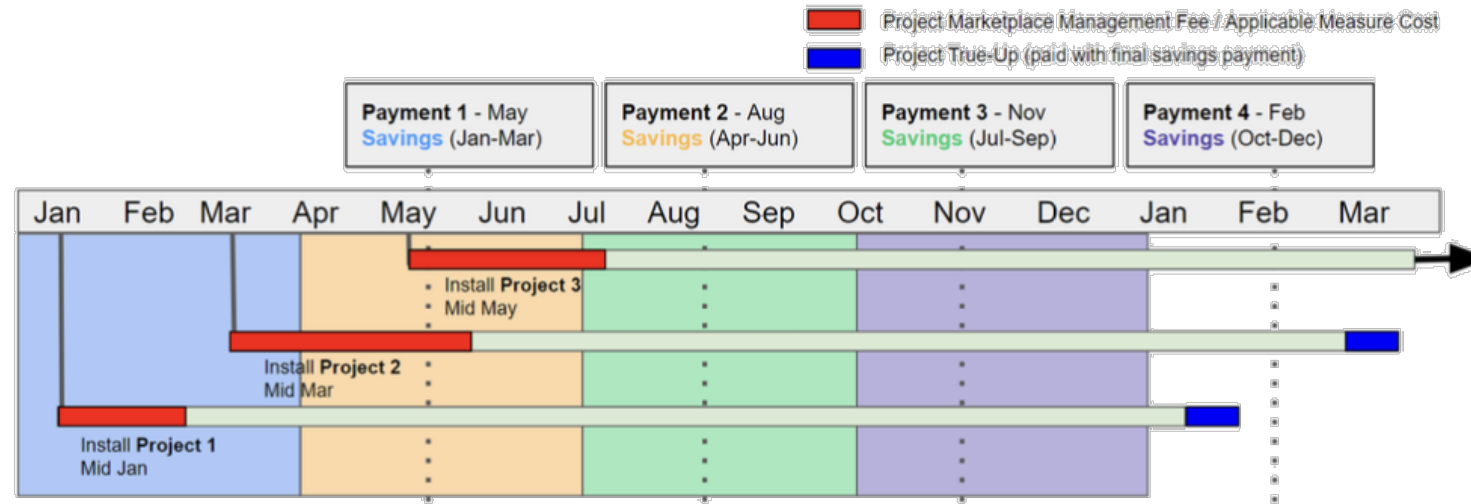 Project Marketplace Management Fee / Applicable Measure Cost
Project True-Up (paid with final savings payment)
Payment 1 - May
Savings (Jan-Mar)
Payment 2 - Aug
Savings (Apr-Jun)
Payment 3 - Nov
Savings (Jul-Sep)
Payment 4 - Feb
Savings (Oct-Dec)
Jan Feb Mar Apr May Jun Jul Aug Sep Oct Nov Dec Jan Feb Mar
Install Project 3
Mid May
Install Project 2
Mid Mar
Install Project 1
Mid Jan